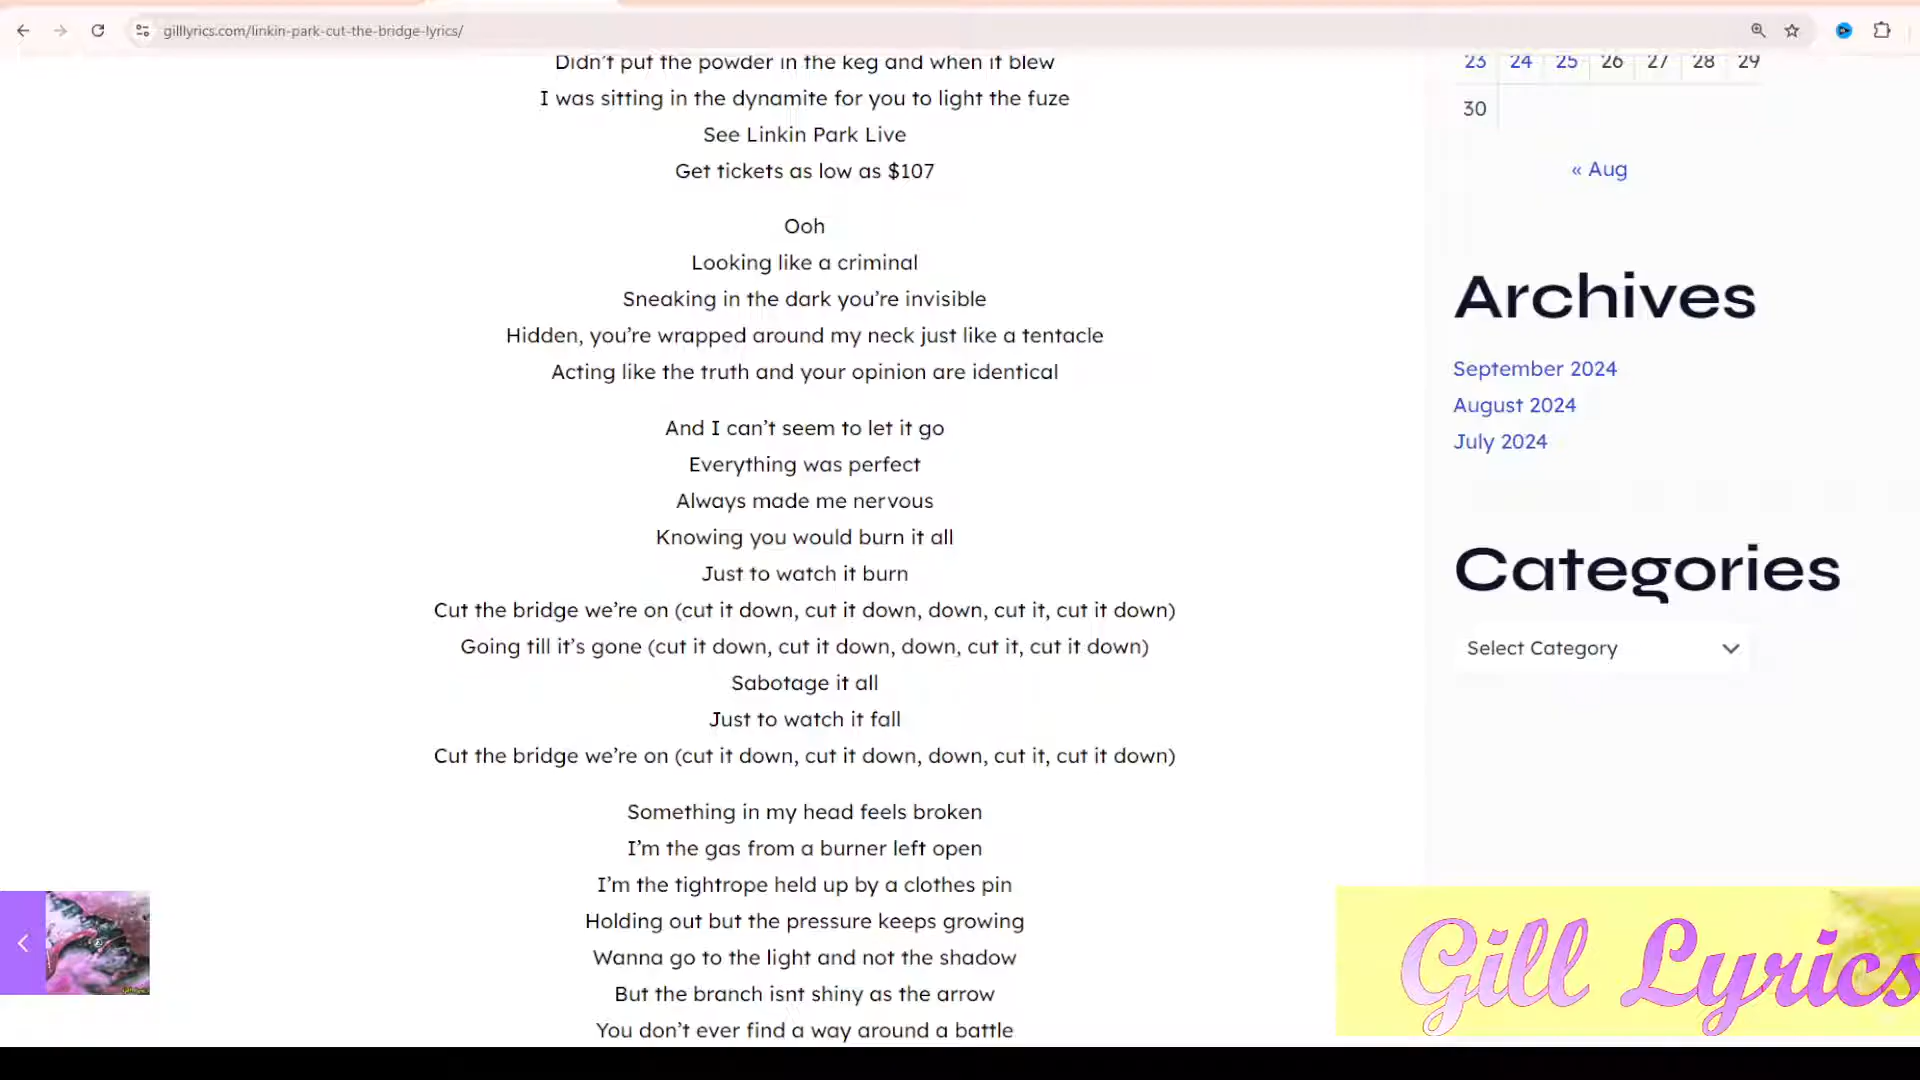 gilllyrics.com/linkin-park-cut-the-bridge-lyrics/
Didn't put the powder in the keg and when it blew
I was sitting in the dynamite for you to light the fuze
See Linkin Park Live
Get tickets as low as $107
Ooh
Looking like a criminal
Sneaking in the dark you're invisible
Hidden, you're wrapped around my neck just like a tentacle
Acting like the truth and your opinion are identical
And I can't seem to let it go
Everything was perfect
Always made me nervous
Knowing you would burn it all
Just to watch it burn
Cut the bridge we're on (cut it down, cut it down, down, cut it, cut it down)
Going till it's gone (cut it down, cut it down, down, cut it, cut it down)
Sabotage it all
Just to watch it fall
Cut the bridge we're on (cut it down, cut it down, down, cut it, cut it down)
Something in my head feels broken
I'm the gas from a burner left open
I'm the tightrope held up by a clothes pin
Holding out but the pressure keeps growing
Wanna go to the light and not the shadow
But the branch isnt shiny as the arrow
You don't ever find a way around a battle
23 24 25 26 27 28 29
30
« Aug
Archives
September 2024
August 2024
July 2024
Categories
Select Category
Gill Lyrics